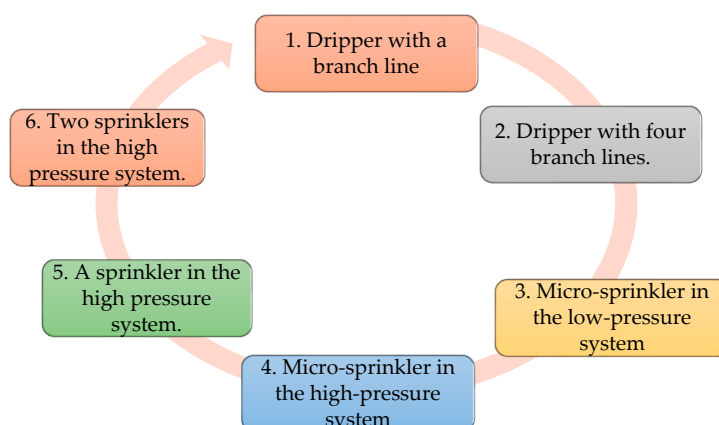 1. Dripper with a
branch line
2. Dripper with four
branch lines.
3. Micro-sprinkler in
the low-pressure
system
4. Micro-sprinkler in
the high-pressure
system
5. A sprinkler in the
high pressure
system.
6. Two sprinklers
in the high
pressure system.